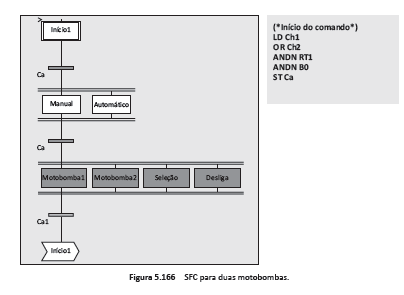 Início1
Ca
Manual
Automático
Ca
Motobomba1
Motobomba2
Seleção
Desliga
Ca1
Início1
(*Início do comando*)
LD Ch1
OR Ch2
ANDN RT1
ANDN B0
ST Ca
Figura 5.166 SFC para duas motobombas.